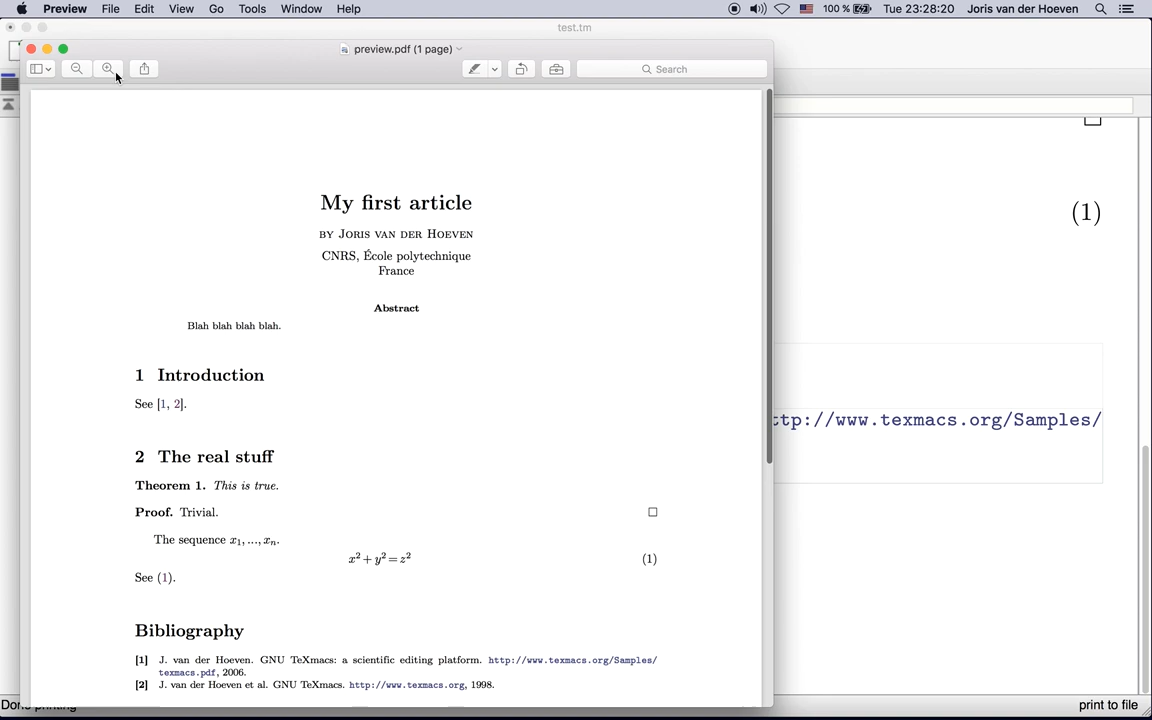 Preview File Edit View Go Tools Window Help 100 % Tue 23:28:20 Joris van der Hoeven
test.tm
preview.pdf (1 page)
Search
My first article
BY JORIS VAN DER HOEVEN
CNRS, École polytechnique
France
Abstract
Blah blah blah blah.
1 Introduction
See [1, 2].
2 The real stuff
Theorem 1. This is true.
Proof. Trivial. □
The sequence x₁, ..., xₙ.
x² + y² = z² (1)
See (1).
Bibliography
[1] J. van der Hoeven. GNU TeXmacs: a scientific editing platform. http://www.texmacs.org/Samples/
texmacs.pdf, 2006.
[2] J. van der Hoeven et al. GNU TeXmacs. http://www.texmacs.org, 1998.
(1)
ttp://www.texmacs.org/Samples/
Done printing
print to file